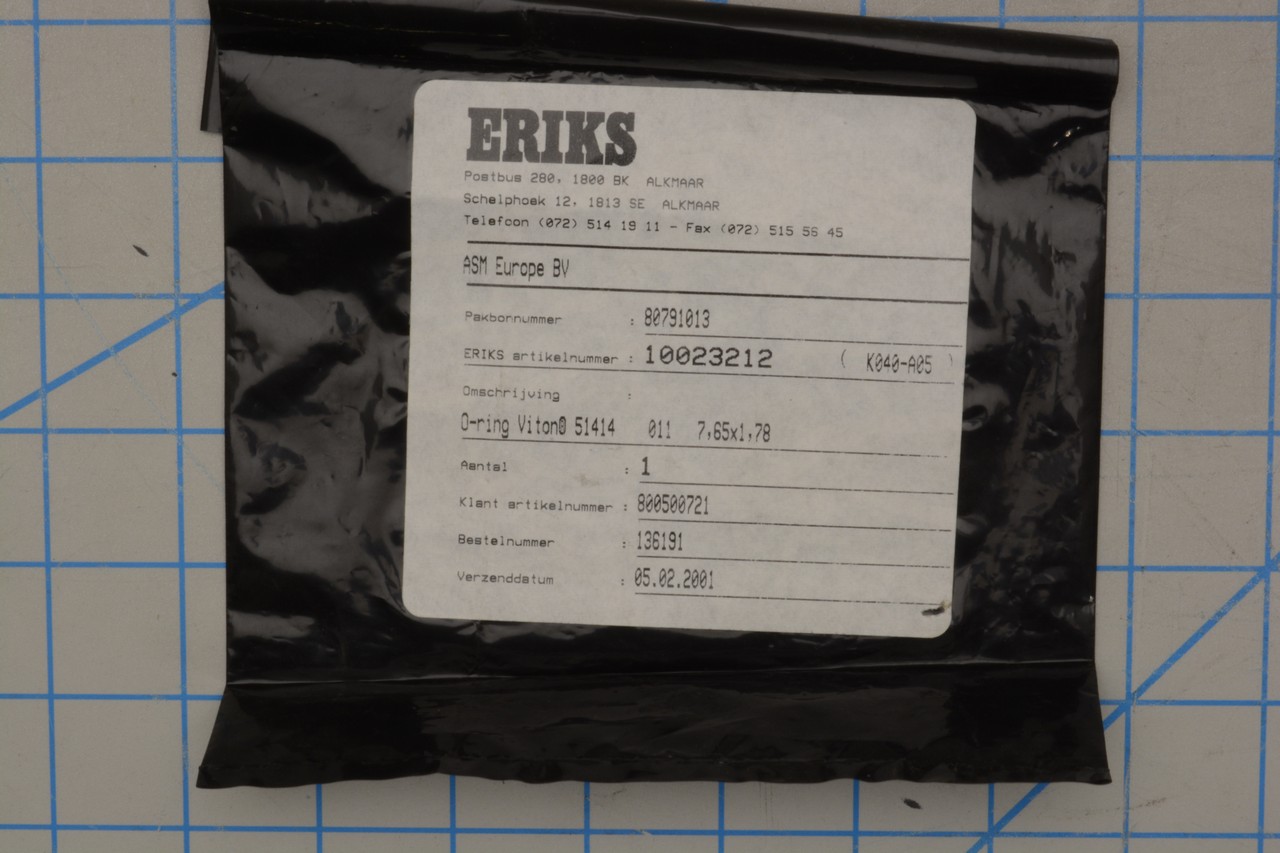 ERIKS
Postbus 280, 1800 BK ALKMAAR
Schelphoek 12, 1813 SE ALKMAAR
Telefoon (072) 514 19 11 - Fax (072) 515 56 45
ASM Europe BV
Pakbonnummer : 80791013
ERIKS artikelnummer : 10023212 ( K040-A05 )
Omschrijving :
O-ring Viton® 51414 011 7,65x1,78
Aantal : 1
Klant artikelnummer : 800500721
Bestelnummer : 136191
Verzenddatum : 05.02.2001